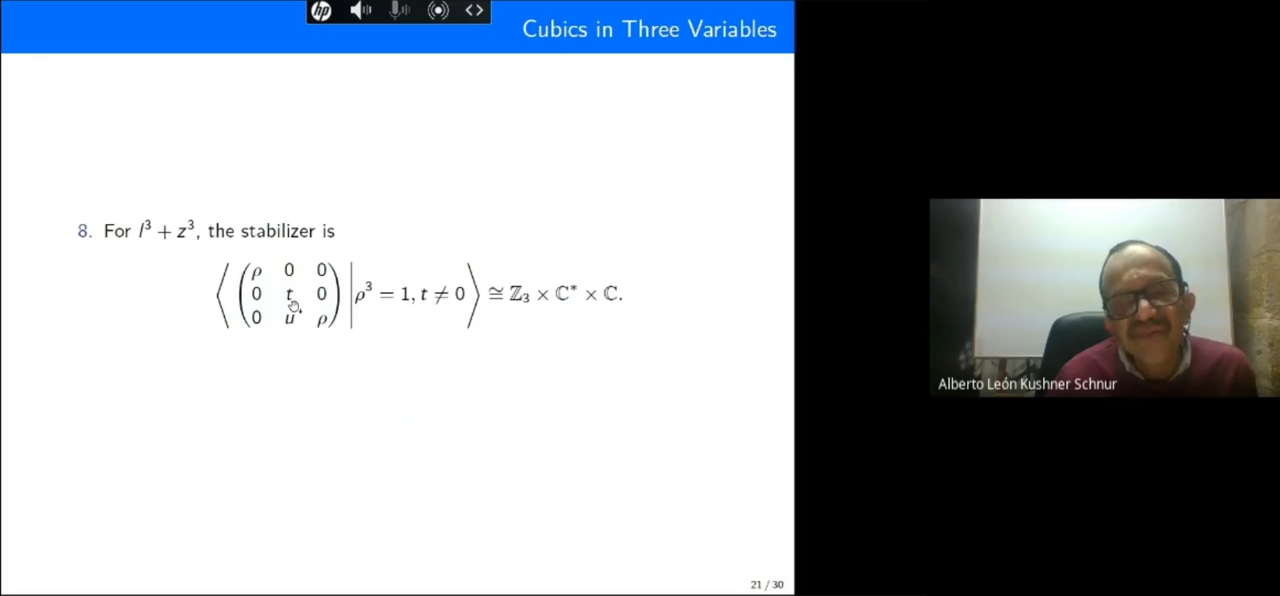 hp
Cubics in Three Variables
8. For l³ + z³, the stabilizer is
⟨ ( ρ 0 0
0 t 0
0 u ρ ) | ρ³ = 1, t ≠ 0 ⟩ ≅ ℤ₃ × ℂ* × ℂ.
Alberto León Kushner Schnur
21 / 30